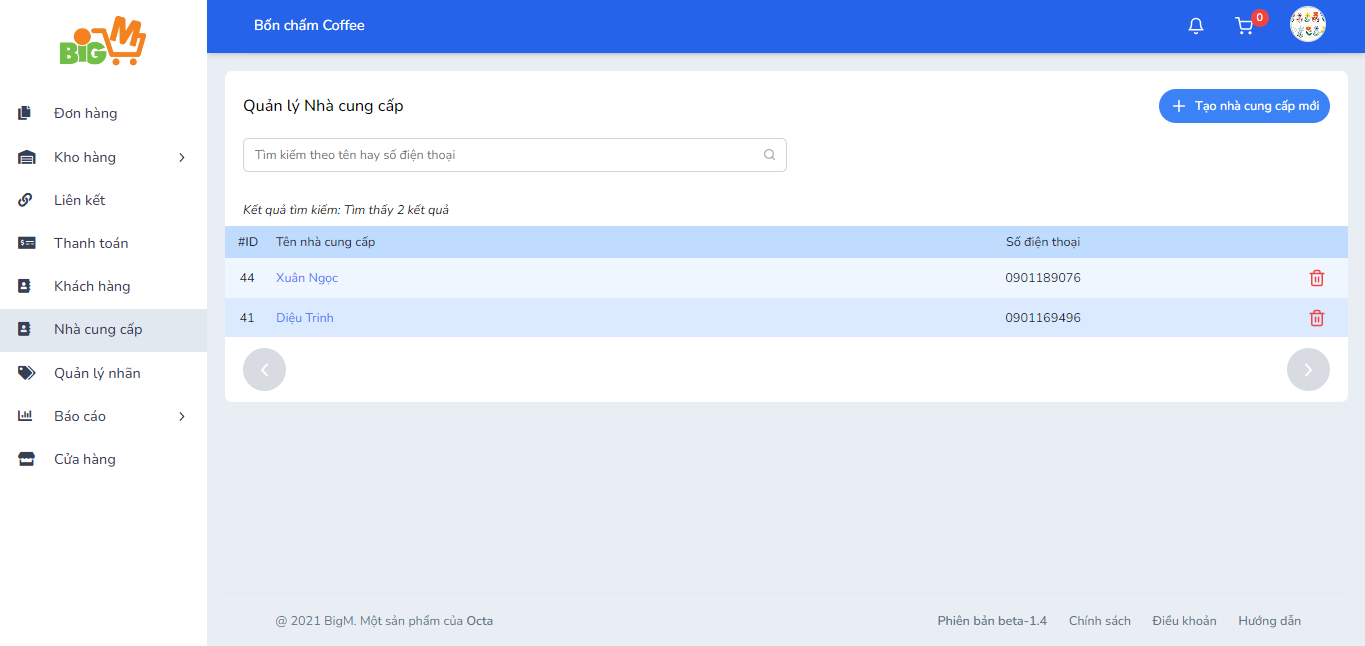 BIG M
Bốn chấm Coffee
0
Đơn hàng
Kho hàng
Liên kết
Thanh toán
Khách hàng
Nhà cung cấp
Quản lý nhãn
Báo cáo
Cửa hàng
Quản lý Nhà cung cấp
Tạo nhà cung cấp mới
Tìm kiếm theo tên hay số điện thoại
Kết quả tìm kiếm: Tìm thấy 2 kết quả
#ID Tên nhà cung cấp Số điện thoại
44 Xuân Ngọc 0901189076
41 Diệu Trinh 0901169496
@ 2021 BigM. Một sản phẩm của Octa
Phiên bản beta-1.4 Chính sách Điều khoản Hướng dẫn